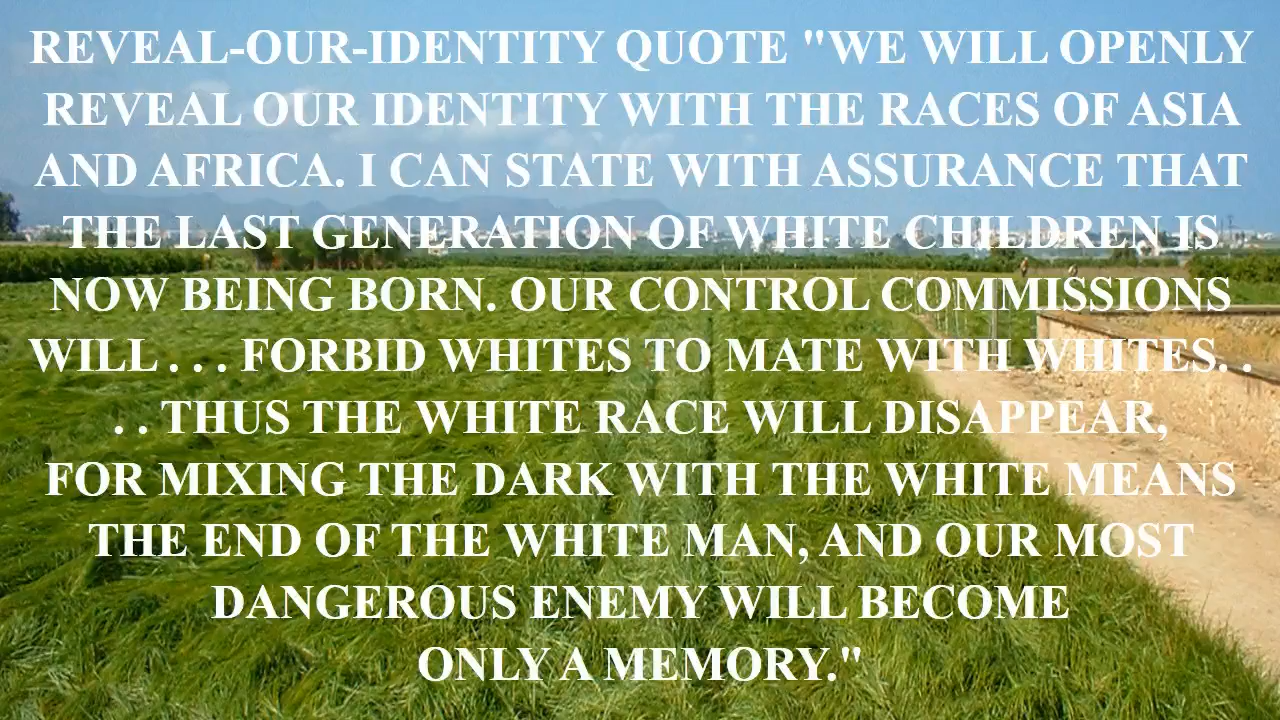 REVEAL-OUR-IDENTITY QUOTE "WE WILL OPENLY
REVEAL OUR IDENTITY WITH THE RACES OF ASIA
AND AFRICA. I CAN STATE WITH ASSURANCE THAT
THE LAST GENERATION OF WHITE CHILDREN IS
NOW BEING BORN. OUR CONTROL COMMISSIONS
WILL . . . FORBID WHITES TO MATE WITH WHITES. .
. . THUS THE WHITE RACE WILL DISAPPEAR,
FOR MIXING THE DARK WITH THE WHITE MEANS
THE END OF THE WHITE MAN, AND OUR MOST
DANGEROUS ENEMY WILL BECOME
ONLY A MEMORY."